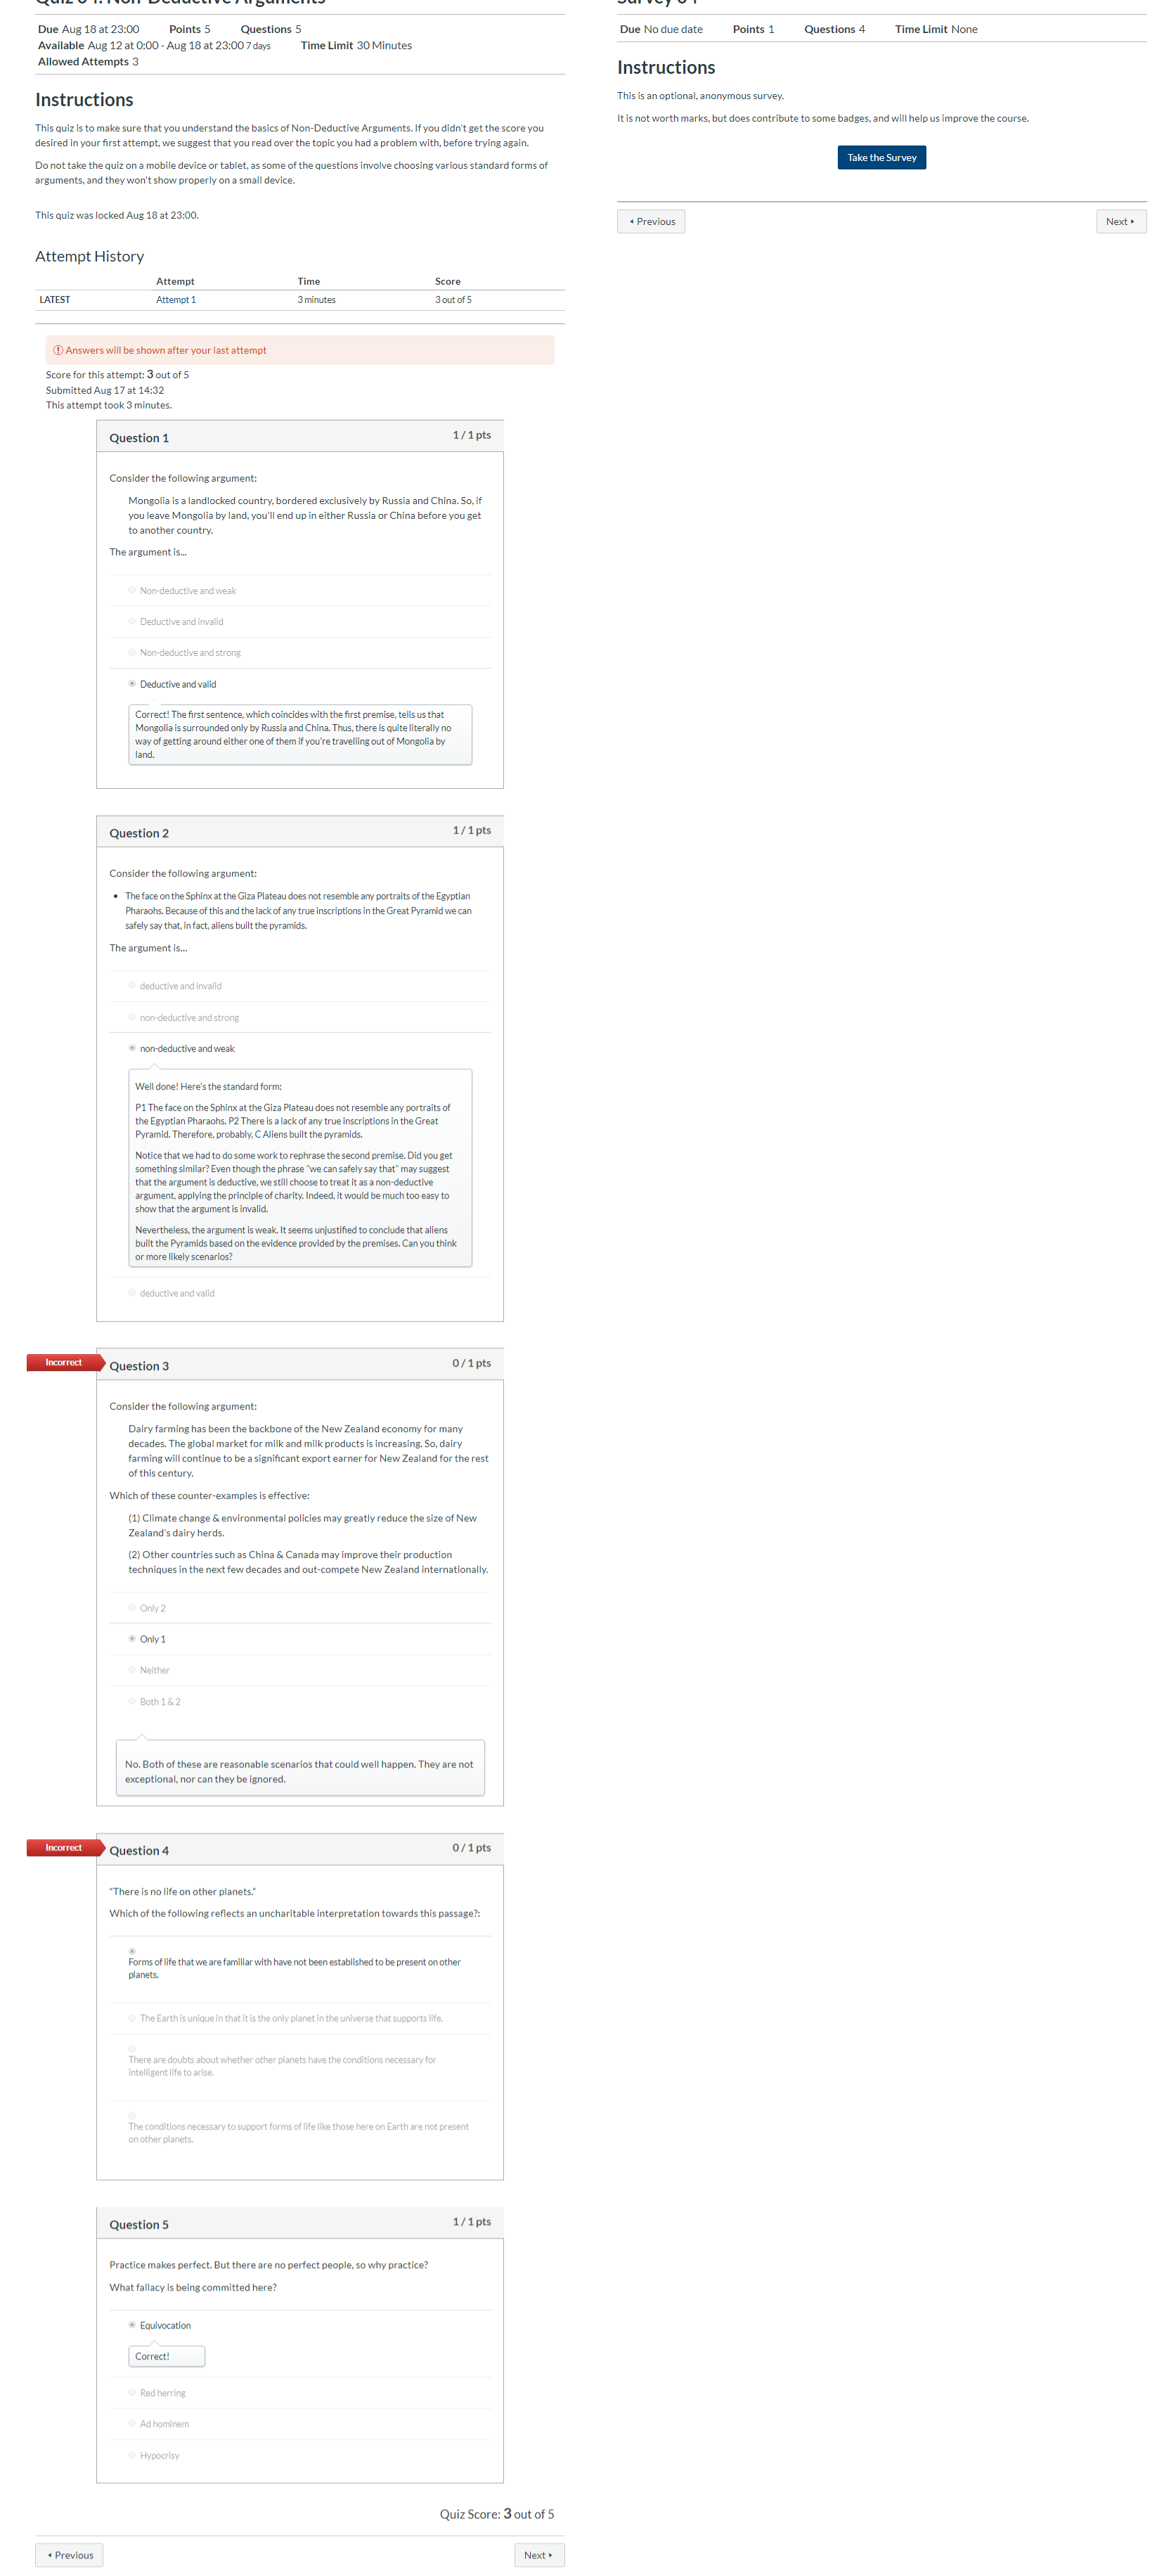 Due Aug 18 at 23:00 Points 5 Questions 5
Available Aug 12 at 0:00 - Aug 18 at 23:00 7 days Time Limit 30 Minutes
Allowed Attempts 3
Instructions
This quiz is to make sure that you understand the basics of Non-Deductive Arguments. If you didn't get the score you
desired in your first attempt, we suggest that you read over the topic you had a problem with, before trying again.
Do not take the quiz on a mobile device or tablet, as some of the questions involve choosing various standard forms of
arguments, and they won't show properly on a small device.
This quiz was locked Aug 18 at 23:00.
Attempt History
Attempt Time Score
LATEST Attempt 1 3 minutes 3 out of 5
Answers will be shown after your last attempt
Score for this attempt: 3 out of 5
Submitted Aug 17 at 14:32
This attempt took 3 minutes.
Question 1 1 / 1 pts
Consider the following argument:
Mongolia is a landlocked country, bordered exclusively by Russia and China. So, if
you leave Mongolia by land, you'll end up in either Russia or China before you get
to another country.
The argument is...
Non-deductive and weak
Deductive and invalid
Non-deductive and strong
Deductive and valid
Correct! The first sentence, which coincides with the first premise, tells us that
Mongolia is surrounded only by Russia and China. Thus, there is quite literally no
way of getting around either one of them if you're travelling out of Mongolia by
land.
Question 2 1 / 1 pts
Consider the following argument:
• The face on the Sphinx at the Giza Plateau does not resemble any portraits of the Egyptian
Pharaohs. Because of this and the lack of any true inscriptions in the Great Pyramid we can
safely say that, in fact, aliens built the pyramids.
The argument is...
deductive and invalid
non-deductive and strong
non-deductive and weak
Well done! Here's the standard form:
P1 The face on the Sphinx at the Giza Plateau does not resemble any portraits of
the Egyptian Pharaohs. P2 There is a lack of any true inscriptions in the Great
Pyramid. Therefore, probably, C Aliens built the pyramids.
Notice that we had to do some work to rephrase the second premise. Did you get
something similar? Even though the phrase "we can safely say that" may suggest
that the argument is deductive, we still choose to treat it as a non-deductive
argument, applying the principle of charity. Indeed, it would be much too easy to
show that the argument is invalid.
Nevertheless, the argument is weak. It seems unjustified to conclude that aliens
built the Pyramids based on the evidence provided by the premises. Can you think
or more likely scenarios?
deductive and valid
Incorrect
Question 3 0 / 1 pts
Consider the following argument:
Dairy farming has been the backbone of the New Zealand economy for many
decades. The global market for milk and milk products is increasing. So, dairy
farming will continue to be a significant export earner for New Zealand for the rest
of this century.
Which of these counter-examples is effective:
(1) Climate change & environmental policies may greatly reduce the size of New
Zealand's dairy herds.
(2) Other countries such as China & Canada may improve their production
techniques in the next few decades and out-compete New Zealand internationally.
Only 2
Only 1
Neither
Both 1 & 2
No. Both of these are reasonable scenarios that could well happen. They are not
exceptional, nor can they be ignored.
Incorrect
Question 4 0 / 1 pts
"There is no life on other planets."
Which of the following reflects an uncharitable interpretation towards this passage?:
Forms of life that we are familiar with have not been established to be present on other
planets.
The Earth is unique in that it is the only planet in the universe that supports life.
There are doubts about whether other planets have the conditions necessary for
intelligent life to arise.
The conditions necessary to support forms of life like those here on Earth are not present
on other planets.
Question 5 1 / 1 pts
Practice makes perfect. But there are no perfect people, so why practice?
What fallacy is being committed here?
Equivocation
Correct!
Red herring
Ad hominem
Hypocrisy
Quiz Score: 3 out of 5
Previous Next
Due No due date Points 1 Questions 4 Time Limit None
Instructions
This is an optional, anonymous survey.
It is not worth marks, but does contribute to some badges, and will help us improve the course.
Take the Survey
Previous Next